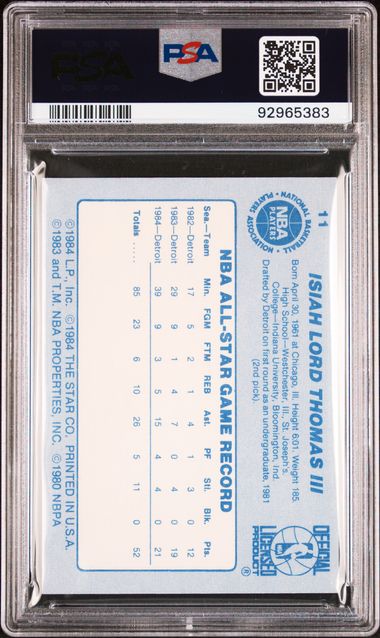 PSA
PSA
92965383
11
NATIONAL BASKETBALL
PLAYERS ASSOCIATION
NBA
PLAYERS
ISIAH LORD THOMAS III
Born April 30, 1961 at Chicago, Ill. Height 6:01. Weight 185.
High School—Westchester, Ill., St. Joseph's.
College—Indiana University, Bloomington, Ind.
Drafted by Detroit on first round as an undergraduate, 1981
(2nd pick).
OFFICIAL
NBA
LICENSED
PRODUCT
®
NBA ALL-STAR GAME RECORD
Sea.—Team Min. FGM FTM REB Ast. PF Stl. Blk. Pts.
1982—Detroit 17 5 2 1 4 1 3 0 12
1983—Detroit 29 9 1 4 7 0 4 0 19
1984—Detroit 39 9 3 5 15 4 4 0 21
Totals ..... 85 23 6 10 26 5 11 0 52
©1984 L.P., Inc. ©1984 THE STAR CO. PRINTED IN U.S.A.
©1983 and T.M. NBA PROPERTIES, INC. ©1980 NBPA